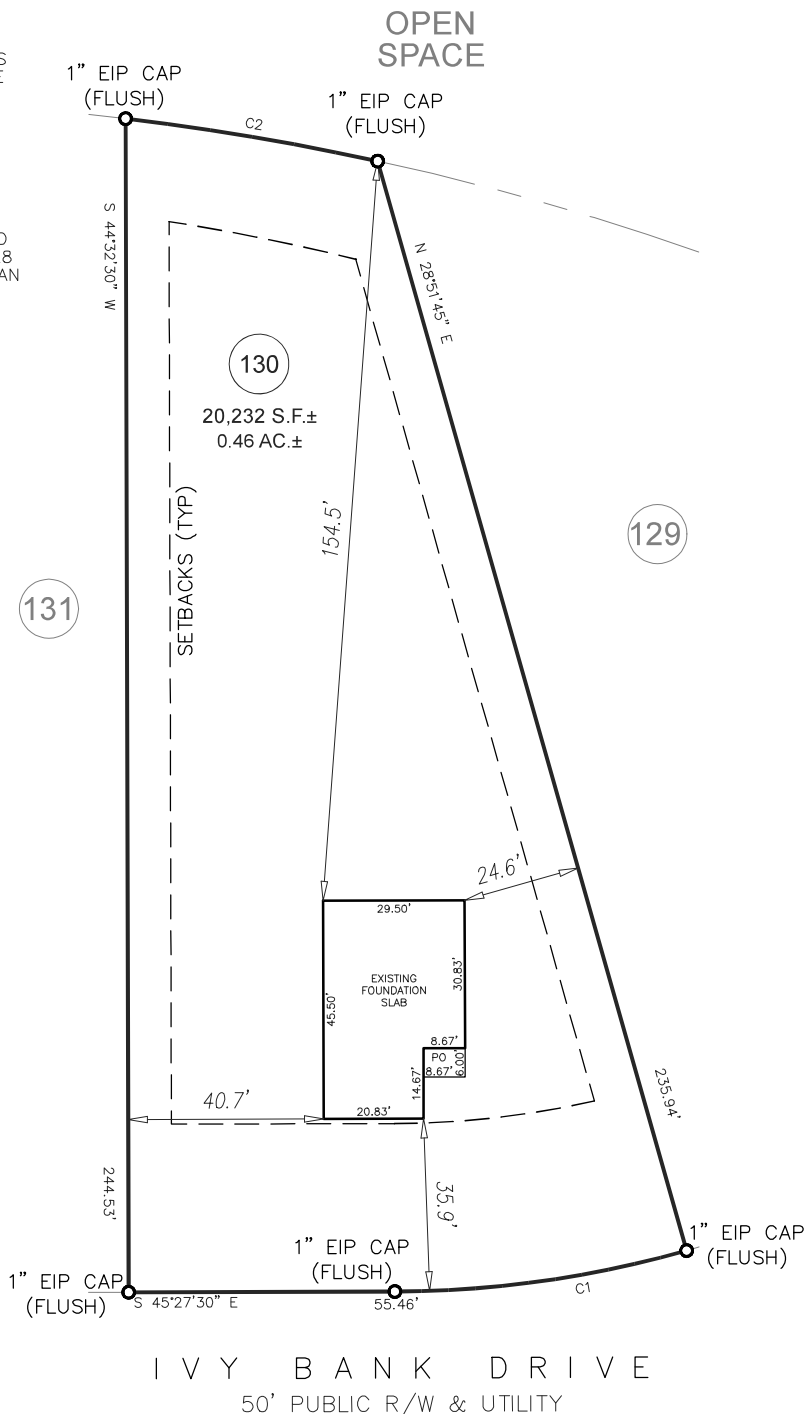 OPEN
SPACE
S
E
1” EIP CAP
(FLUSH)
1” EIP CAP
(FLUSH)
C2
S 44°32'30” W
N 28°51'45” E
O
8
AN
130
20,232 S.F.±
0.46 AC.±
154.5'
SETBACKS (TYP)
129
131
24.6'
29.50'
EXISTING
FOUNDATION
SLAB
30.83'
45.50'
8.67'
PO
8.67'
6.00'
14.67'
20.83'
40.7'
235.94'
244.53'
35.9'
1” EIP CAP
(FLUSH)
1” EIP CAP
(FLUSH)
1” EIP CAP
(FLUSH)
S 45°27'30” E
55.46'
C1
IVY BANK DRIVE
50' PUBLIC R/W & UTILITY